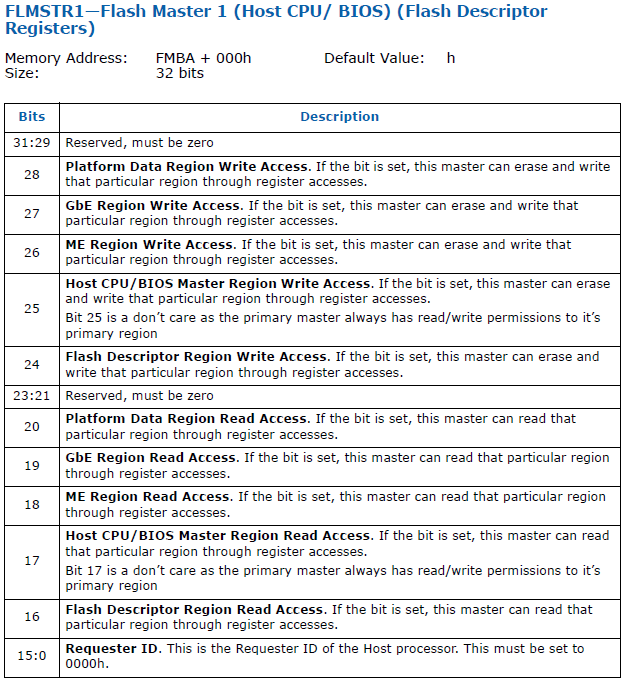 FLMSTR1—Flash Master 1 (Host CPU/ BIOS) (Flash Descriptor
Registers)
Memory Address: FMBA + 000h Default Value: h
Size: 32 bits
Bits Description
31:29 Reserved, must be zero
28 Platform Data Region Write Access. If the bit is set, this master can erase and write
that particular region through register accesses.
27 GbE Region Write Access. If the bit is set, this master can erase and write that
particular region through register accesses.
26 ME Region Write Access. If the bit is set, this master can erase and write that
particular region through register accesses.
25 Host CPU/BIOS Master Region Write Access. If the bit is set, this master can erase
and write that particular region through register accesses.
Bit 25 is a don’t care as the primary master always has read/write permissions to it’s
primary region
24 Flash Descriptor Region Write Access. If the bit is set, this master can erase and
write that particular region through register accesses.
23:21 Reserved, must be zero
20 Platform Data Region Read Access. If the bit is set, this master can read that
particular region through register accesses.
19 GbE Region Read Access. If the bit is set, this master can read that particular region
through register accesses.
18 ME Region Read Access. If the bit is set, this master can read that particular region
through register accesses.
17 Host CPU/BIOS Master Region Read Access. If the bit is set, this master can read
that particular region through register accesses.
Bit 17 is a don’t care as the primary master always has read/write permissions to it’s
primary region
16 Flash Descriptor Region Read Access. If the bit is set, this master can read that
particular region through register accesses.
15:0 Requester ID. This is the Requester ID of the Host processor. This must be set to
0000h.